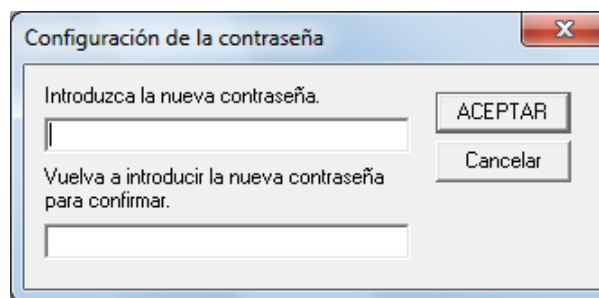 Configuración de la contraseña
Introduzca la nueva contraseña.
ACEPTAR
Cancelar
Vuelva a introducir la nueva contraseña
para confirmar.